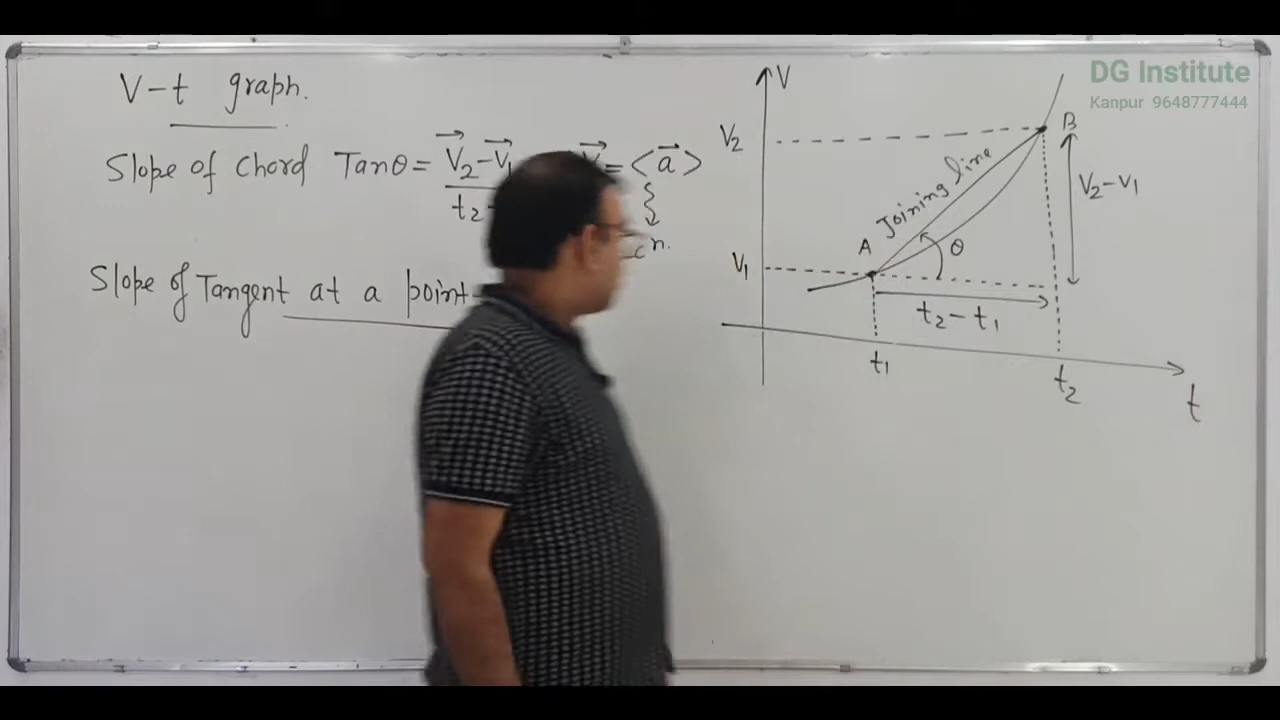 V-t graph.
Slope of Chord Tanθ = V₂-V₁ = <a>
t₂
Slope of Tangent at a point
V
V₂
B
Joining line
V₂-V₁
A
θ
V₁
t₂-t₁
t₁
t₂
t
DG Institute
Kanpur 9648777444